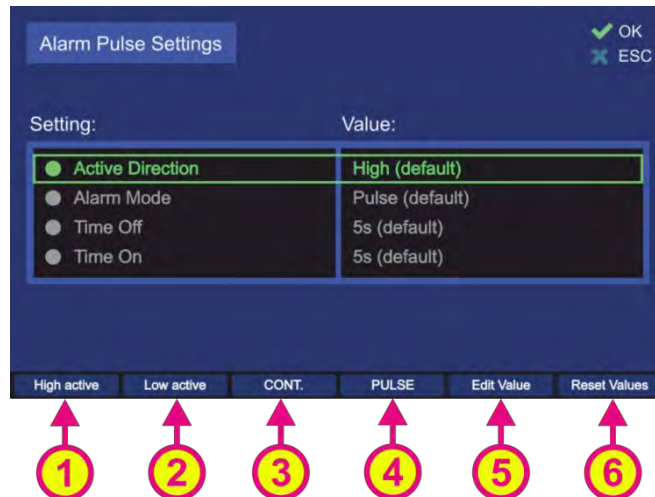 Alarm Pulse Settings
OK
ESC
Setting: Value:
Active Direction High (default)
Alarm Mode Pulse (default)
Time Off 5s (default)
Time On 5s (default)
High active Low active CONT. PULSE Edit Value Reset Values
1 2 3 4 5 6